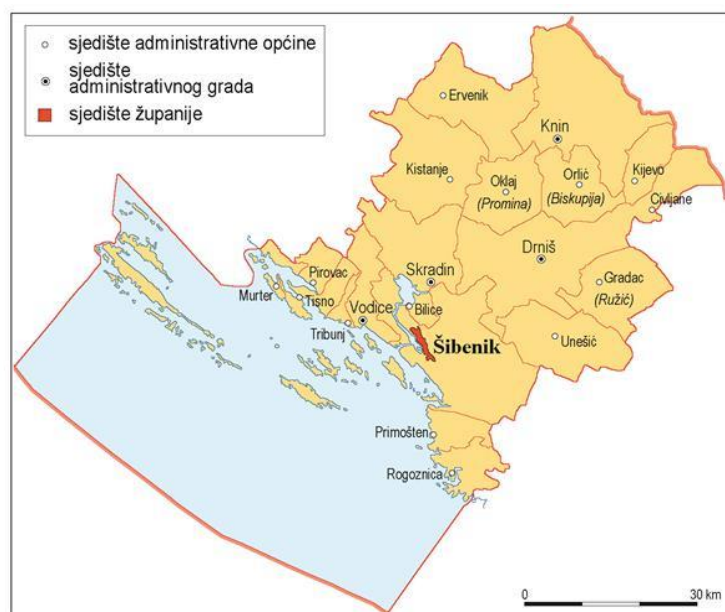 sjedište administrativne općine
sjedište
administrativnog grada
sjedište županije
Ervenik
Knin
Kistanje
Oklaj
(Promina)
Orlić
(Biskupija)
Kijevo
Civljane
Drniš
Skradin
Pirovac
Gradac
(Ružić)
Murter
Tisno
Vodice
Bilice
Tribunj
Šibenik
Unešić
Primošten
Rogoznica
0 30 km